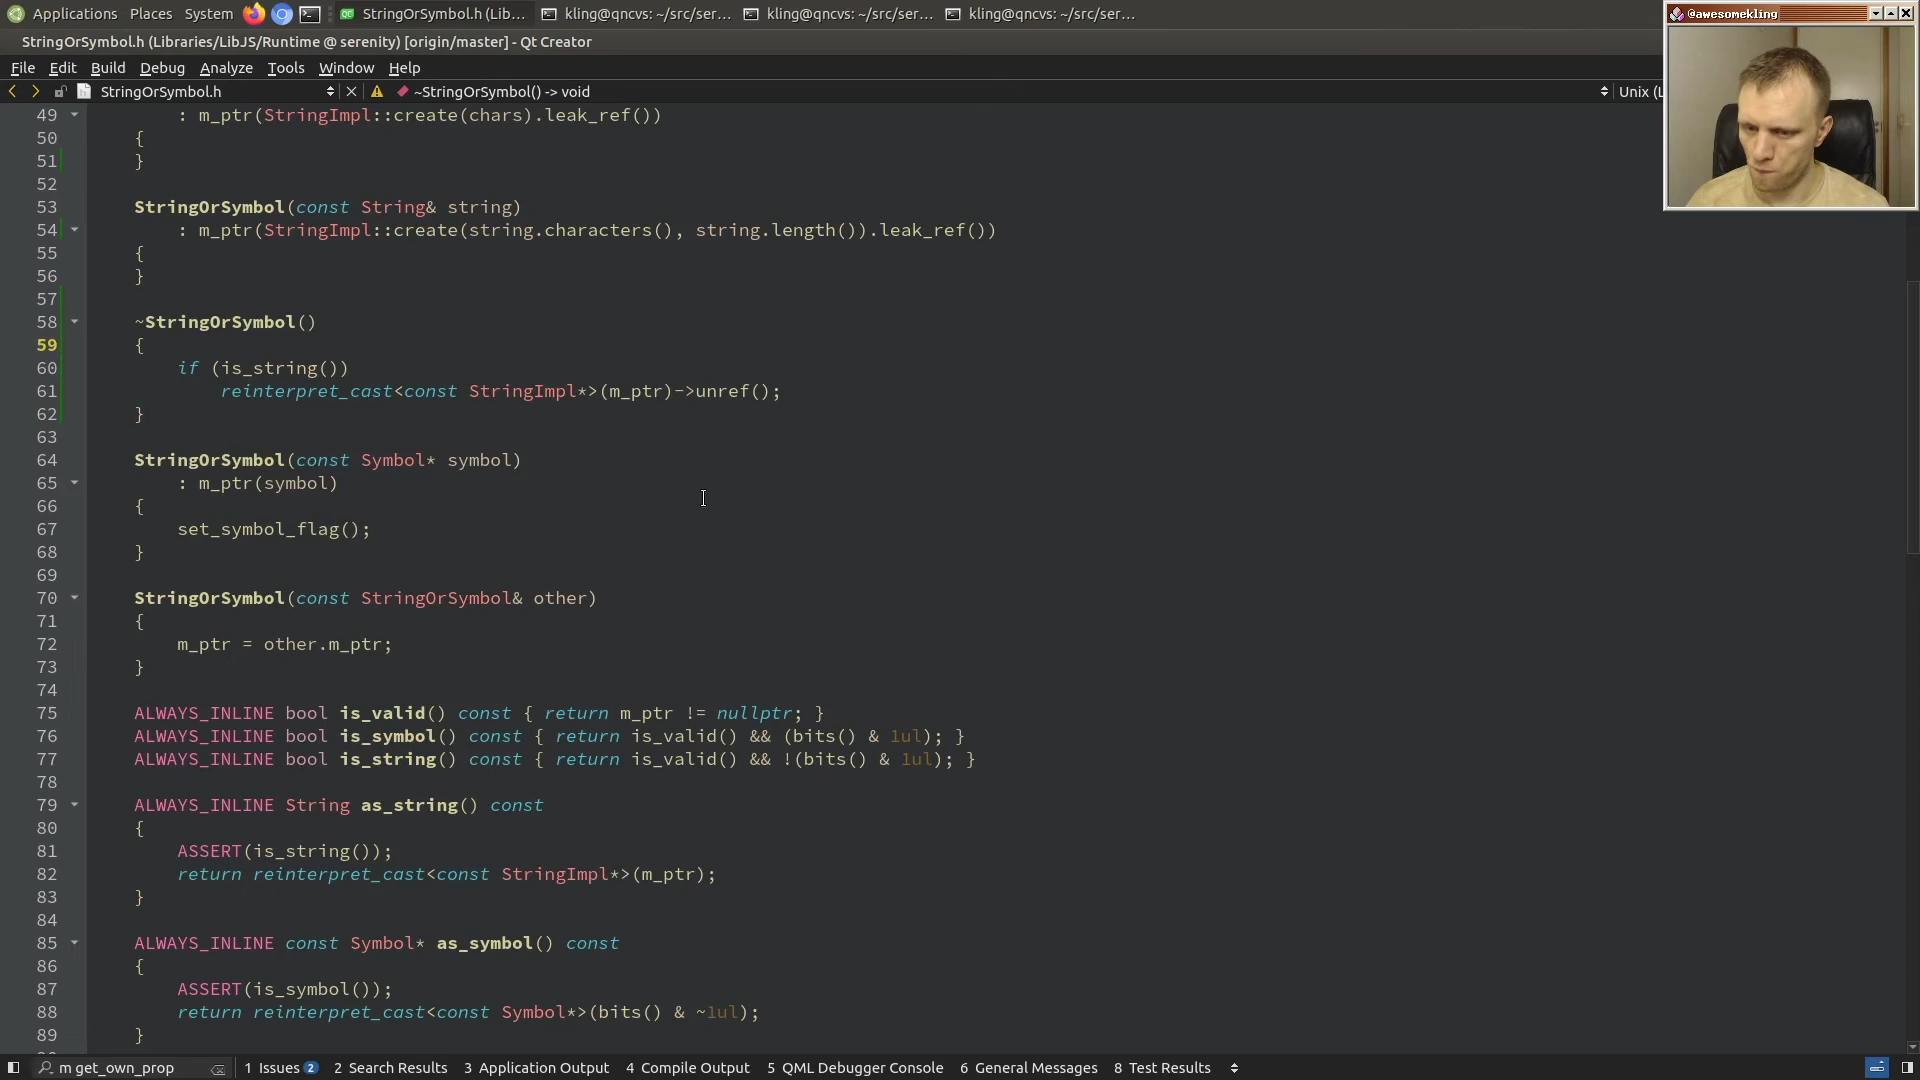 Applications Places System StringOrSymbol.h (Lib... kling@qncvs: ~/src/ser... kling@qncvs: ~/src/ser... kling@qncvs: ~/src/ser...
@awesomekling
StringOrSymbol.h (Libraries/LibJS/Runtime @ serenity) [origin/master] - Qt Creator
File Edit Build Debug Analyze Tools Window Help
StringOrSymbol.h ~StringOrSymbol() -> void Unix (L
49 : m_ptr(StringImpl::create(chars).leak_ref())
50 {
51 }
52
53 StringOrSymbol(const String& string)
54 : m_ptr(StringImpl::create(string.characters(), string.length()).leak_ref())
55 {
56 }
57
58 ~StringOrSymbol()
59 {
60 if (is_string())
61 reinterpret_cast<const StringImpl*>(m_ptr)->unref();
62 }
63
64 StringOrSymbol(const Symbol* symbol)
65 : m_ptr(symbol)
66 {
67 set_symbol_flag();
68 }
69
70 StringOrSymbol(const StringOrSymbol& other)
71 {
72 m_ptr = other.m_ptr;
73 }
74
75 ALWAYS_INLINE bool is_valid() const { return m_ptr != nullptr; }
76 ALWAYS_INLINE bool is_symbol() const { return is_valid() && (bits() & 1ul); }
77 ALWAYS_INLINE bool is_string() const { return is_valid() && !(bits() & 1ul); }
78
79 ALWAYS_INLINE String as_string() const
80 {
81 ASSERT(is_string());
82 return reinterpret_cast<const StringImpl*>(m_ptr);
83 }
84
85 ALWAYS_INLINE const Symbol* as_symbol() const
86 {
87 ASSERT(is_symbol());
88 return reinterpret_cast<const Symbol*>(bits() & ~1ul);
89 }
m get_own_prop 1 Issues 2 2 Search Results 3 Application Output 4 Compile Output 5 QML Debugger Console 6 General Messages 8 Test Results